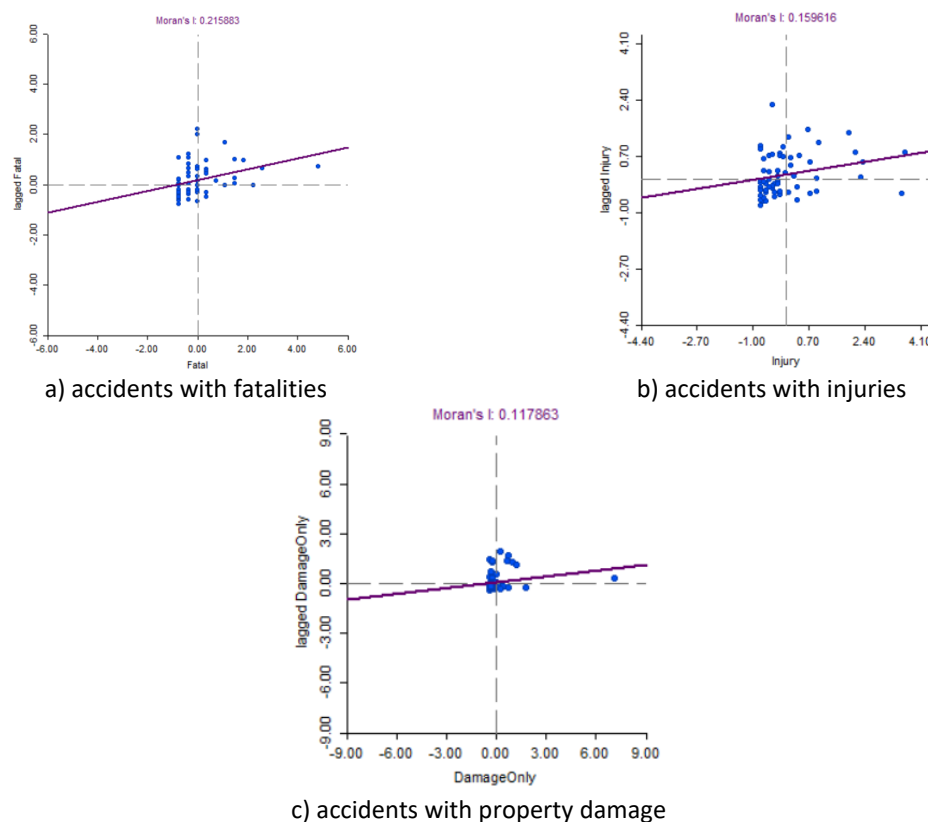 Moran's I: 0.215883
6.00
4.00
2.00
0.00
-2.00
-4.00
-6.00
lagged Fatal
-6.00 -4.00 -2.00 0.00 2.00 4.00 6.00
Fatal
a) accidents with fatalities
Moran's I: 0.159616
4.10
2.40
0.70
-1.00
-2.70
-4.40
lagged Injury
-4.40 -2.70 -1.00 0.70 2.40 4.10
Injury
b) accidents with injuries
Moran's I: 0.117863
9.00
6.00
3.00
0.00
-3.00
-6.00
-9.00
lagged DamageOnly
-9.00 -6.00 -3.00 0.00 3.00 6.00 9.00
DamageOnly
c) accidents with property damage